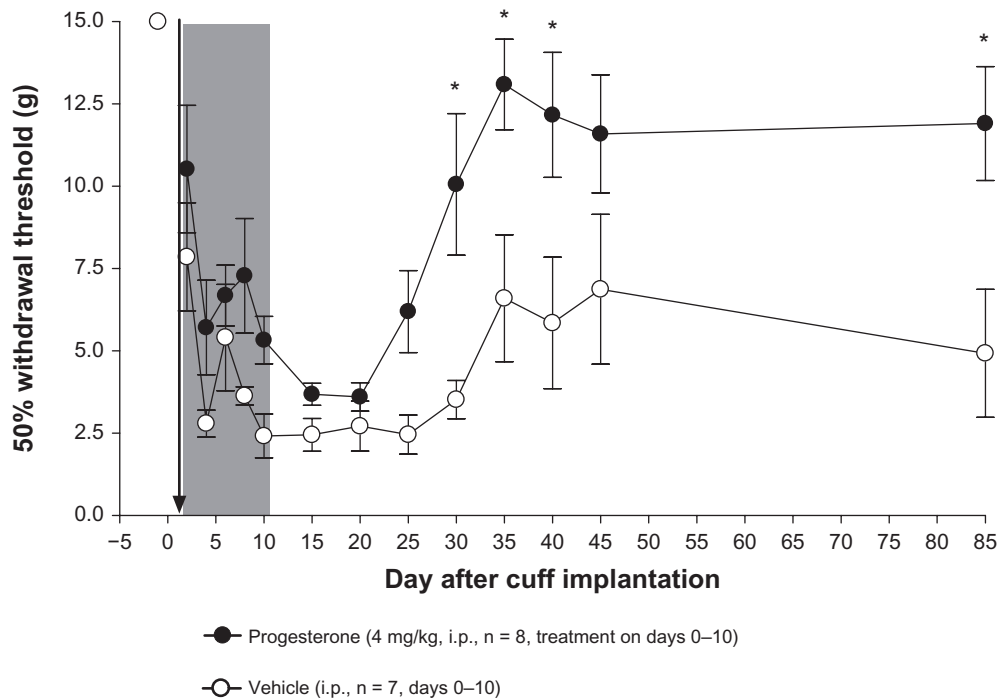 50% withdrawal threshold (g)
15.0
12.5
10.0
7.5
5.0
2.5
0.0
* * * *
−5 0 5 10 15 20 25 30 35 40 45 50 55 60 65 70 75 80 85
Day after cuff implantation
Progesterone (4 mg/kg, i.p., n = 8, treatment on days 0–10)
Vehicle (i.p., n = 7, days 0–10)